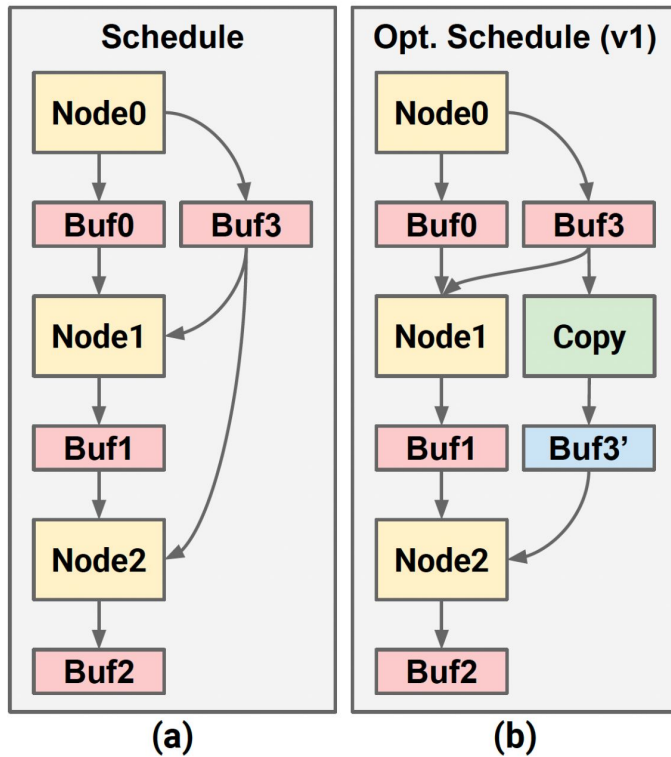 Schedule
Node0
Buf0
Buf3
Node1
Buf1
Node2
Buf2
(a)
Opt. Schedule (v1)
Node0
Buf0
Buf3
Node1
Copy
Buf1
Buf3’
Node2
Buf2
(b)